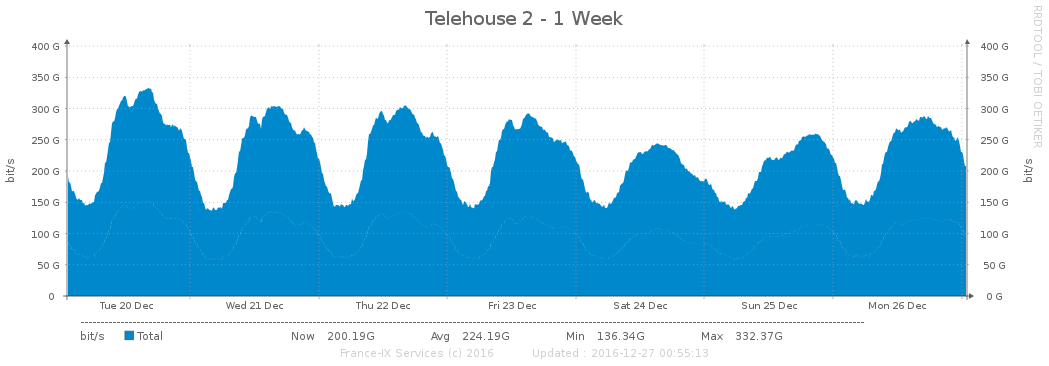 Telehouse 2 - 1 Week
RRDTOOL / TOBI OETIKER
400 G 400 G
350 G 350 G
300 G 300 G
250 G 250 G
200 G 200 G
150 G 150 G
100 G 100 G
50 G 50 G
0 0 G
bit/s bit/s
Tue 20 Dec Wed 21 Dec Thu 22 Dec Fri 23 Dec Sat 24 Dec Sun 25 Dec Mon 26 Dec
bit/s Total Now 200.19G Avg 224.19G Min 136.34G Max 332.37G
France-IX Services (c) 2016 Updated : 2016-12-27 00:55:13